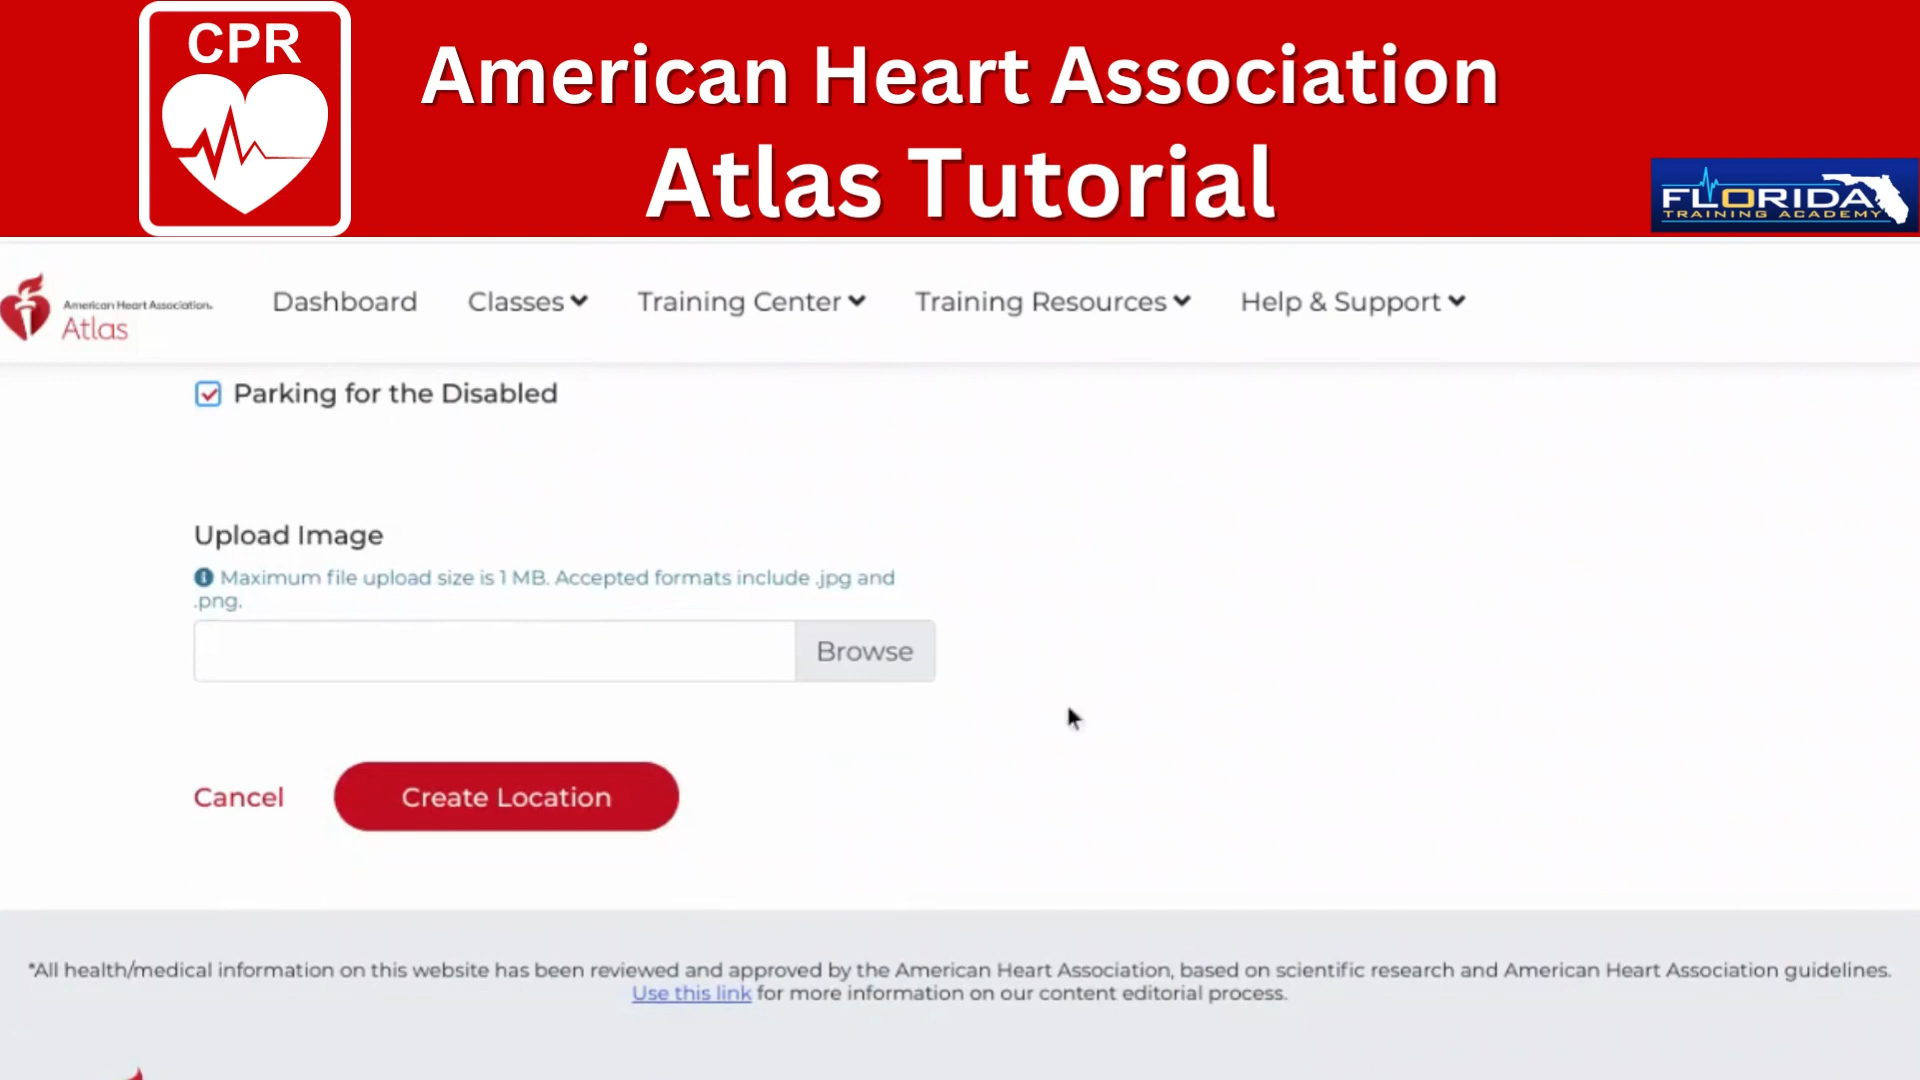 CPR
American Heart Association
Atlas Tutorial
FLORIDA
TRAINING ACADEMY
American Heart Association.
Atlas
Dashboard
Classes
Training Center
Training Resources
Help & Support
Parking for the Disabled
Upload Image
Maximum file upload size is 1 MB. Accepted formats include .jpg and
.png.
Browse
Cancel
Create Location
*All health/medical information on this website has been reviewed and approved by the American Heart Association, based on scientific research and American Heart Association guidelines.
Use this link for more information on our content editorial process.